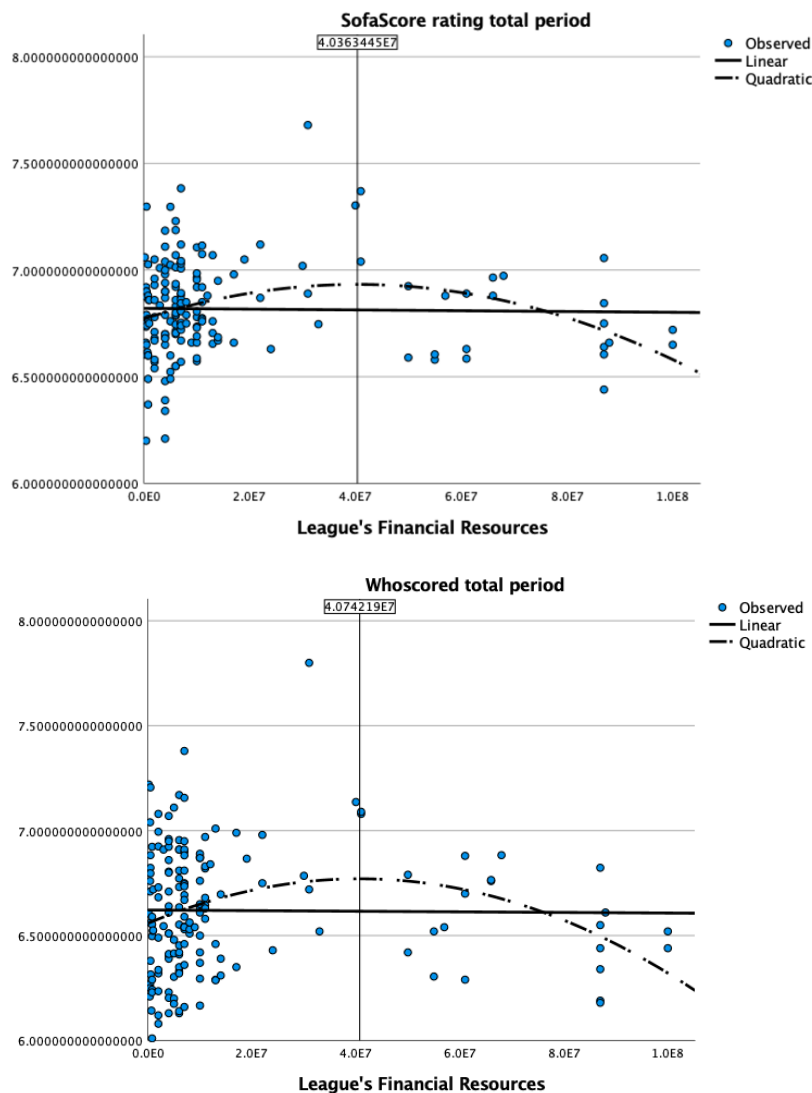 SofaScore rating total period
4.0363445E7
Observed
Linear
Quadratic
8.000000000000000
7.500000000000000
7.000000000000000
6.500000000000000
6.000000000000000
0.0E0 2.0E7 4.0E7 6.0E7 8.0E7 1.0E8
League's Financial Resources
Whoscored total period
4.074219E7
Observed
Linear
Quadratic
8.000000000000000
7.500000000000000
7.000000000000000
6.500000000000000
6.000000000000000
0.0E0 2.0E7 4.0E7 6.0E7 8.0E7 1.0E8
League's Financial Resources